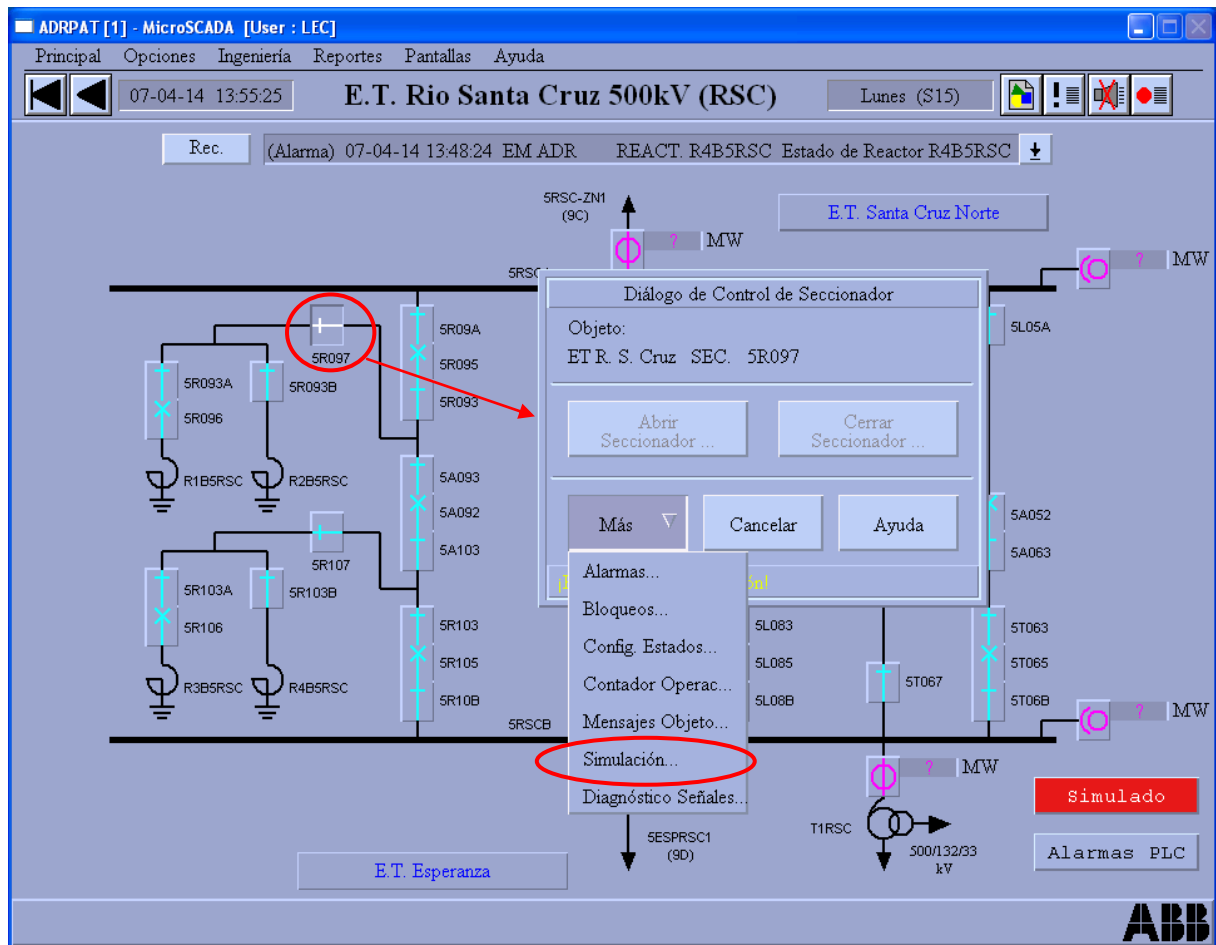 ADRPAT [1] - MicroSCADA [User : LEC]
Principal Opciones Ingeniería Reportes Pantallas Ayuda
07-04-14 13:55:25
E.T. Rio Santa Cruz 500kV (RSC)
Lunes (S15)
Rec.
(Alarma) 07-04-14 13:48:24 EM ADR REACT. R4B5RSC Estado de Reactor R4B5RSC
5RSC-ZN1
(9C)
E.T. Santa Cruz Norte
? MW
? MW
Diálogo de Control de Seccionador
Objeto:
ET R. S. Cruz SEC. 5R097
Abrir
Seccionador ...
Cerrar
Seccionador ...
Más
Cancelar
Ayuda
Alarmas...
Bloqueos...
Config. Estados...
Contador Operac...
Mensajes Objeto...
Simulación...
Diagnóstico Señales...
5R097
5R09A
5R095
5R093
5L05A
5R093A
5R093B
5R096
R1B5RSC
R2B5RSC
5A093
5A092
5A103
5A052
5A063
5R107
5R103A
5R103B
5R106
R3B5RSC
R4B5RSC
5R103
5R105
5R10B
5RSCB
5L083
5L085
5L08B
5T067
5T063
5T065
5T06B
? MW
? MW
Simulado
T1RSC
500/132/33
kV
5ESPRSC1
(9D)
E.T. Esperanza
Alarmas PLC
ABB